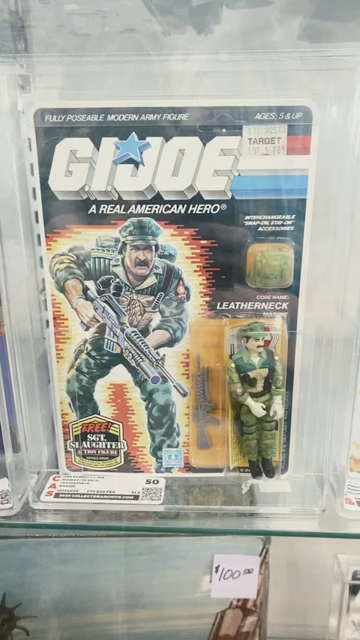 FULLY POSEABLE MODERN ARMY FIGURE
AGES: 5 & UP
TARGET
G.I. JOE
A REAL AMERICAN HERO®
INTERCHANGEABLE
"SNAP-ON, STAY-ON"
ACCESSORIES
CODE NAME:
LEATHERNECK
MARINE
FREE!
SGT.
SLAUGHTER
ACTION FIGURE
CAS
50
$100.00